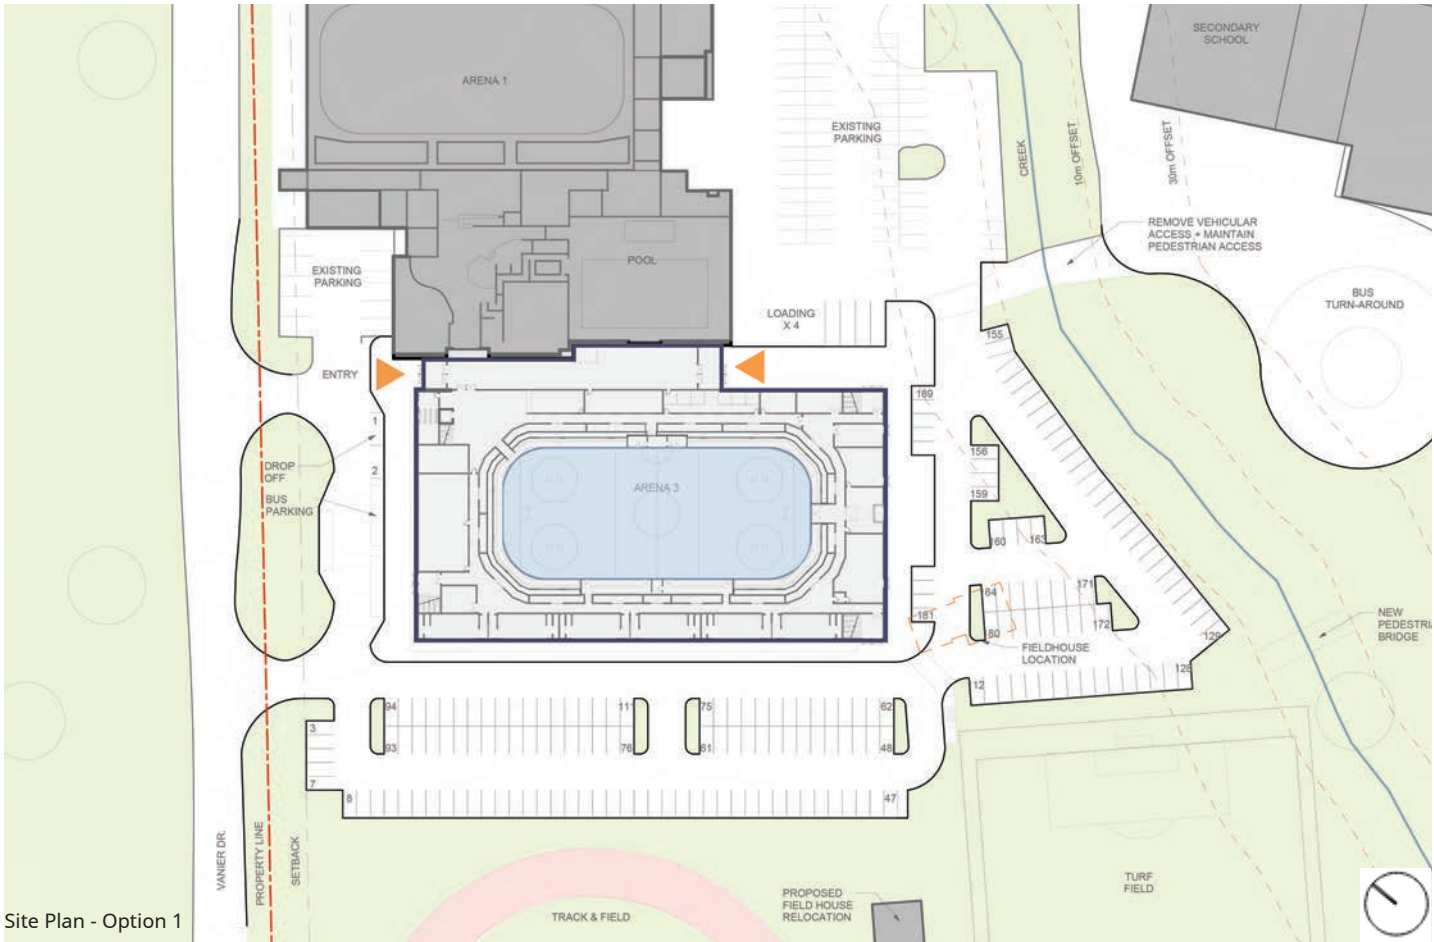 SECONDARY
SCHOOL
ARENA 1
EXISTING
PARKING
CREEK
10m OFFSET
30m OFFSET
REMOVE VEHICULAR
ACCESS + MAINTAIN
PEDESTRIAN ACCESS
EXISTING
PARKING
POOL
BUS
TURN-AROUND
LOADING
X 4
155
ENTRY
189
1
DROP
OFF
2
BUS
PARKING
156
159
ARENA 3
160
163
64
171
181
80
172
FIELDHOUSE
LOCATION
129
NEW
PEDESTRIA
BRIDGE
12
128
94
11
75
62
3
93
76
61
48
7
8
47
VANIER DR.
PROPERTY LINE
SETBACK
TURF
FIELD
PROPOSED
FIELD HOUSE
RELOCATION
TRACK & FIELD
Site Plan - Option 1